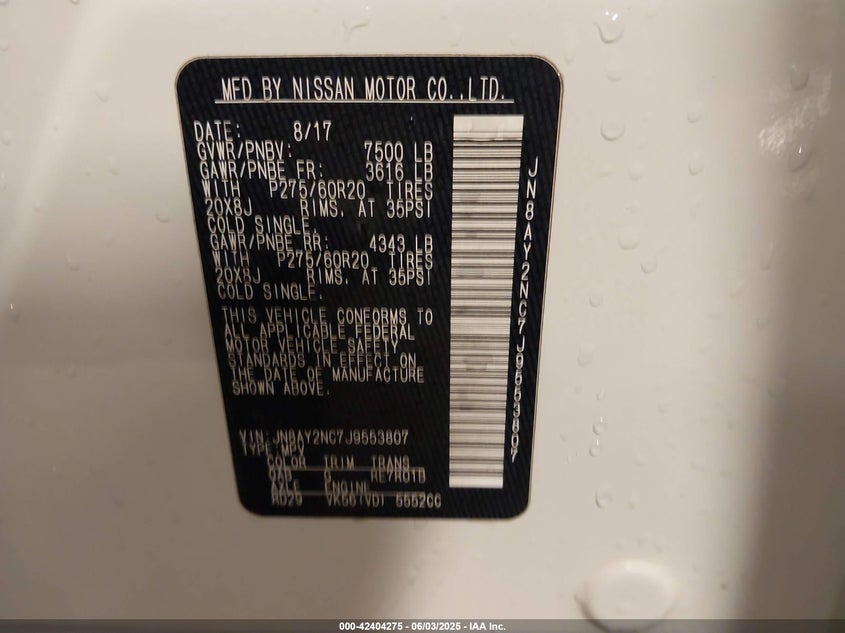 MFD BY NISSAN MOTOR CO.,LTD.
DATE: 8/17
GVWR/PNBV: 7500 LB
GAWR/PNBE FR: 3616 LB
WITH P275/60R20 TIRES
20X8J RIMS. AT 35PSI
COLD SINGLE.
GAWR/PNBE RR: 4343 LB
WITH P275/60R20 TIRES
20X8J RIMS. AT 35PSI
COLD SINGLE.
THIS VEHICLE CONFORMS TO
ALL APPLICABLE FEDERAL
MOTOR VEHICLE SAFETY
STANDARDS IN EFFECT ON
THE DATE OF MANUFACTURE
SHOWN ABOVE.
VIN:JN8AY2NC7J9553807
TYPE:MPV
COLOR TRIM TRANS
RE7R01B
AXLE ENGINE
RD29 VK56(VD) 5552CC
JN8AY2NC7J9553807
000-42404275 - 06/03/2025 - IAA Inc.